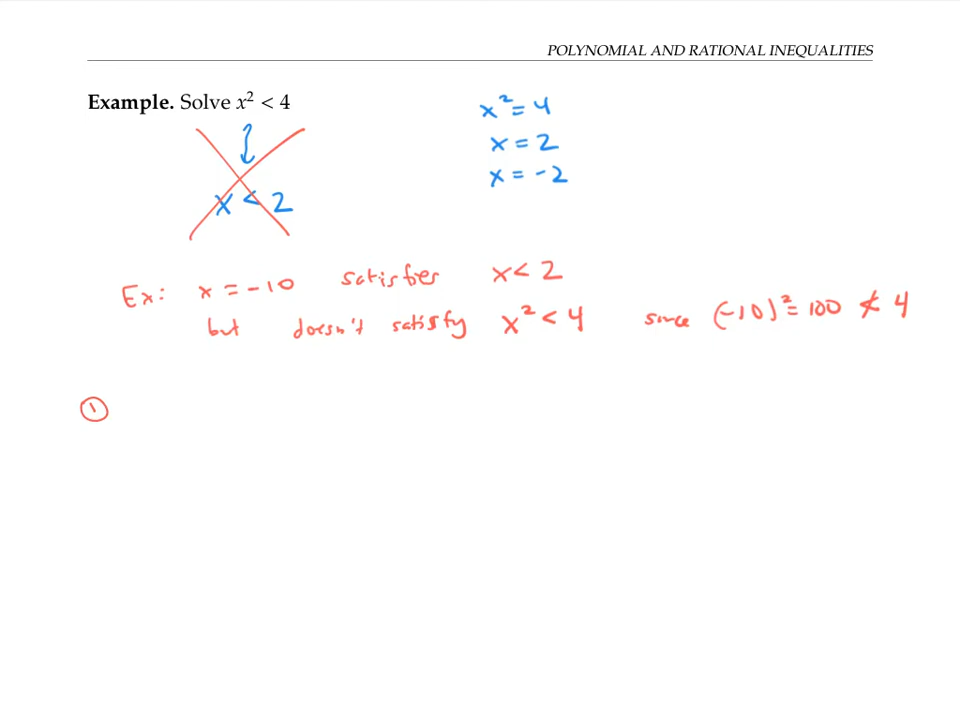 POLYNOMIAL AND RATIONAL INEQUALITIES
Example. Solve x² < 4
x < 2
x² = 4
x = 2
x = -2
Ex: x = -10 satisfies x < 2
but doesn't satisfy x² < 4 since (-10)² = 100 ≮ 4
①